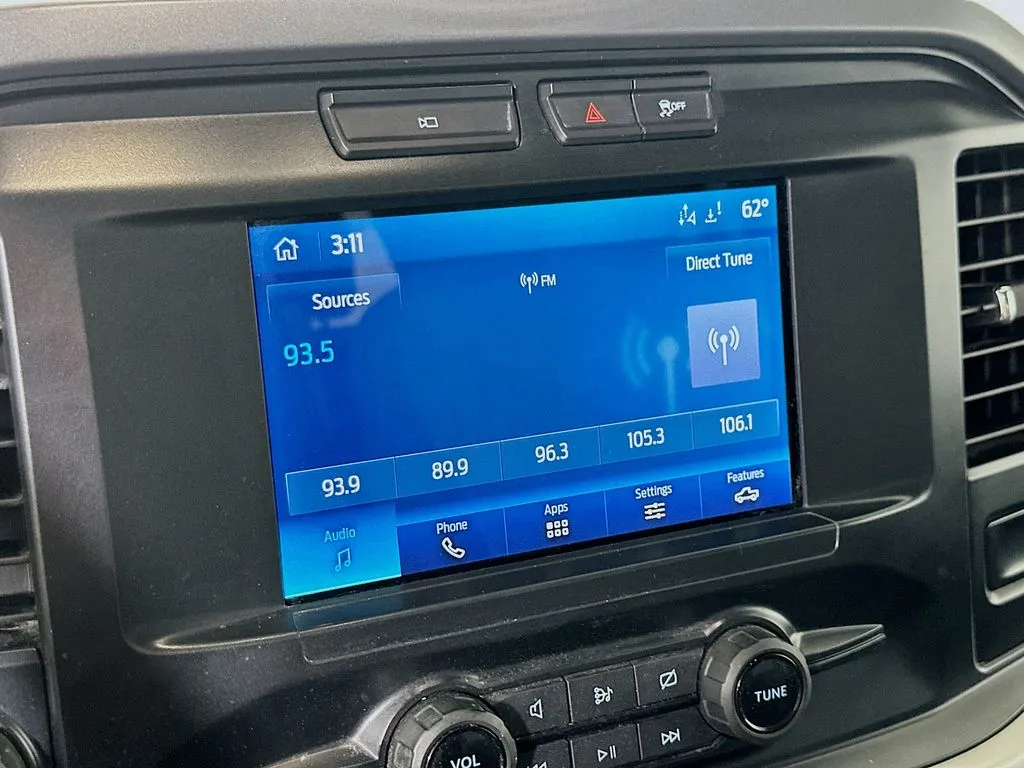 OFF
3:11
62°
Sources
FM
Direct Tune
93.5
93.9
89.9
96.3
105.3
106.1
Audio
Phone
Apps
Settings
Features
VOL
TUNE